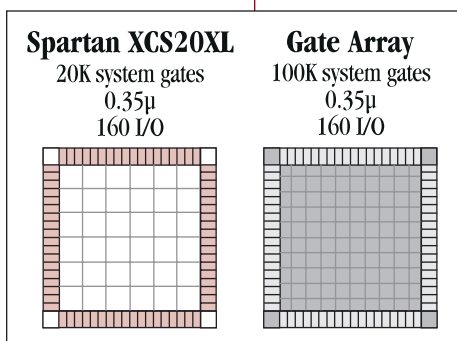 Spartan XCS20XL
20K system gates
0.35µ
160 I/O
Gate Array
100K system gates
0.35µ
160 I/O